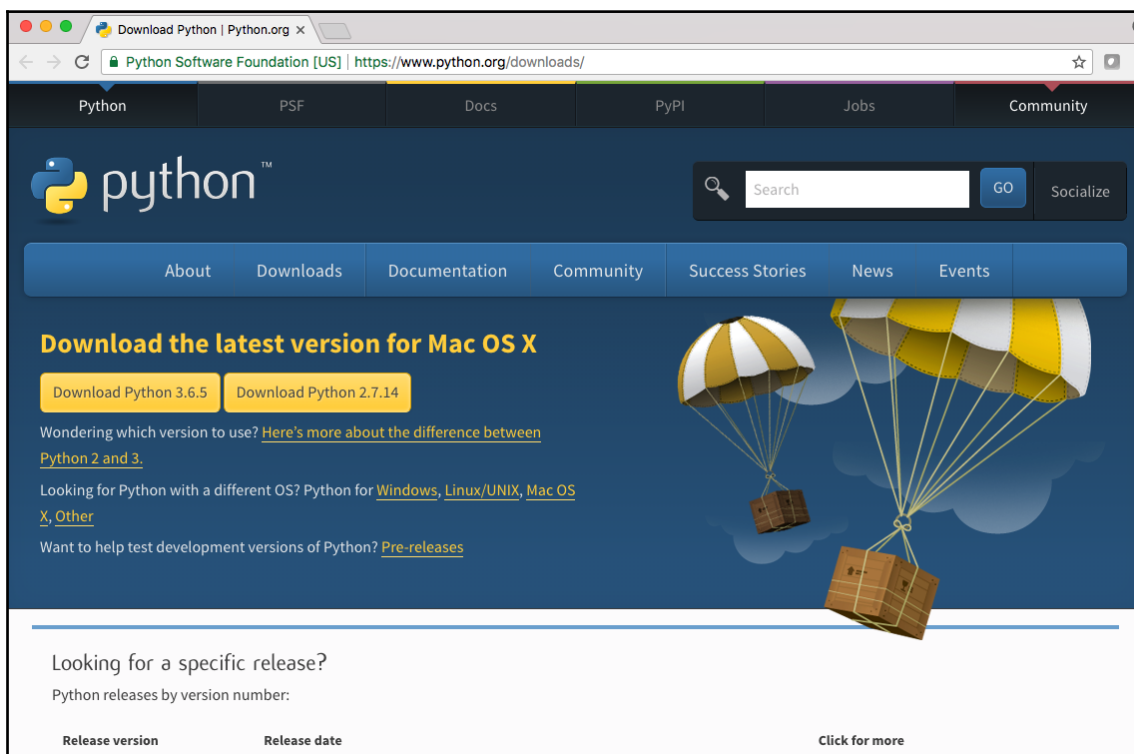 Download Python | Python.org
Python Software Foundation [US] | https://www.python.org/downloads/
Python PSF Docs PyPI Jobs Community
python™
Search GO Socialize
About Downloads Documentation Community Success Stories News Events
Download the latest version for Mac OS X
Download Python 3.6.5 Download Python 2.7.14
Wondering which version to use? Here's more about the difference between
Python 2 and 3.
Looking for Python with a different OS? Python for Windows, Linux/UNIX, Mac OS
X, Other
Want to help test development versions of Python? Pre-releases
Looking for a specific release?
Python releases by version number:
Release version Release date Click for more